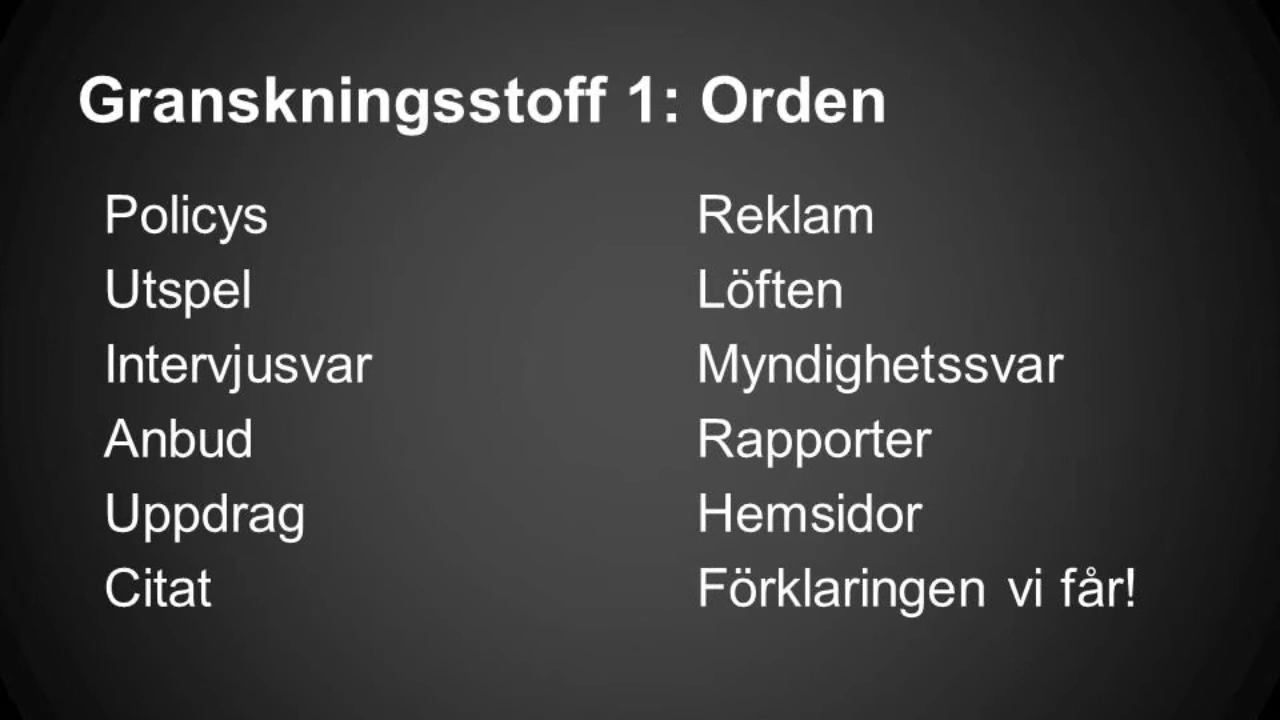 Granskningsstoff 1: Orden
Policys
Utspel
Intervjusvar
Anbud
Uppdrag
Citat
Reklam
Löften
Myndighetssvar
Rapporter
Hemsidor
Förklaringen vi får!